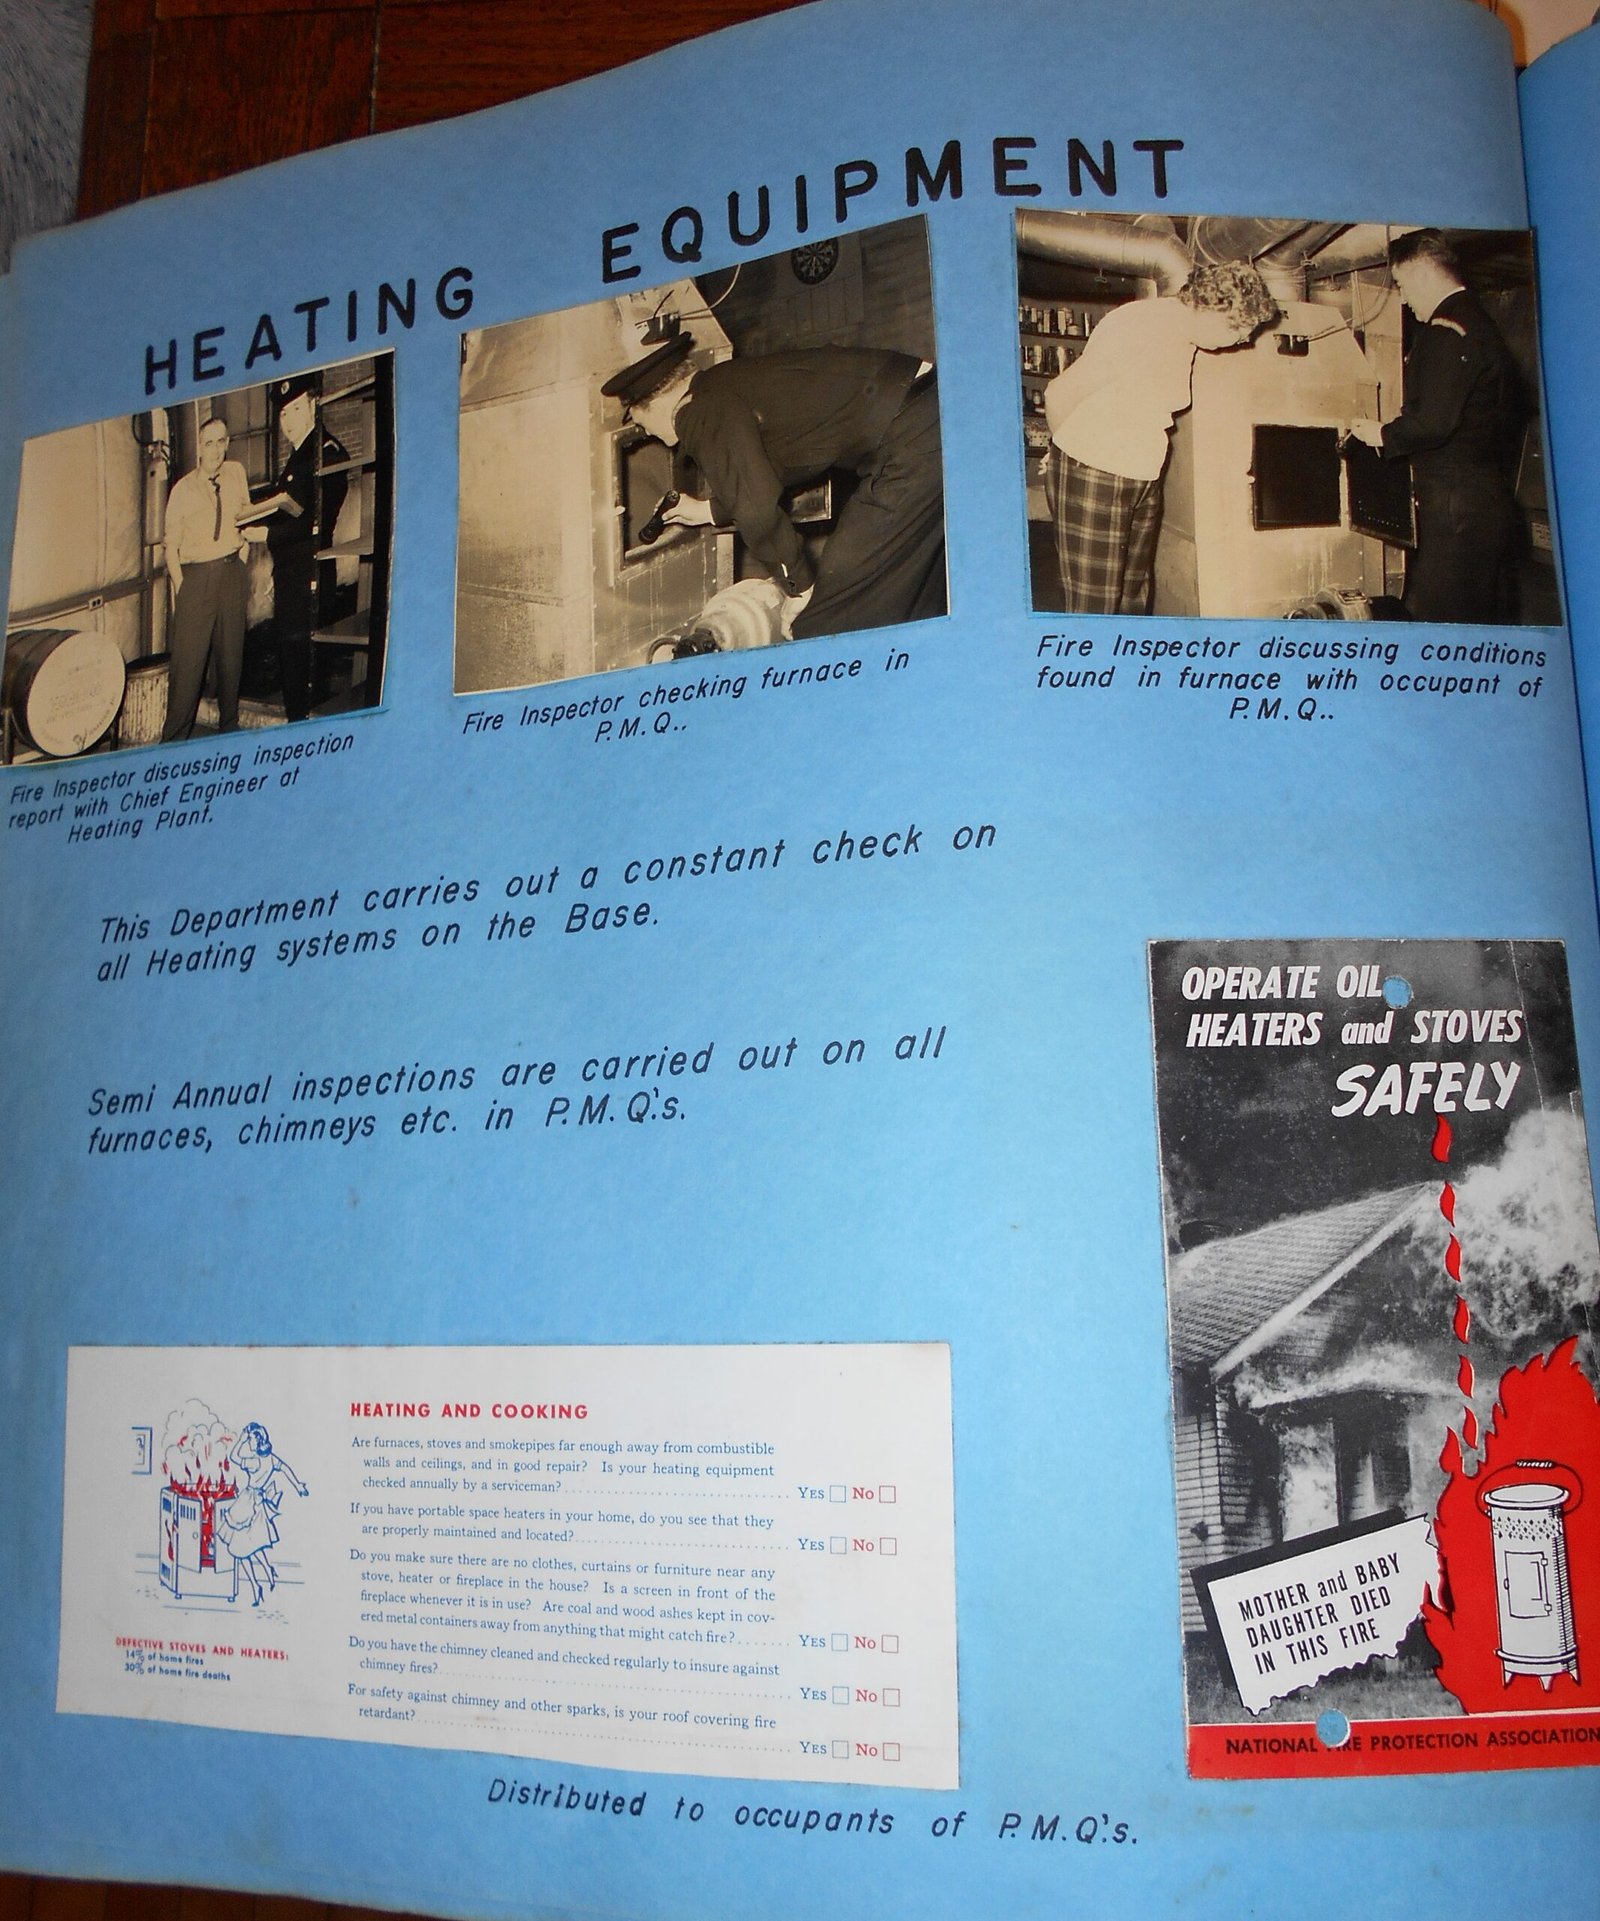 HEATING EQUIPMENT
Fire Inspector discussing inspection
report with Chief Engineer at
Heating Plant.
Fire Inspector checking furnace in
P.M.Q..
Fire Inspector discussing conditions
found in furnace with occupant of
P.M.Q..
This Department carries out a constant check on
all Heating systems on the Base.
Semi Annual inspections are carried out on all
furnaces, chimneys etc. in P.M.Q.'s.
OPERATE OIL
HEATERS and STOVES
SAFELY
MOTHER and BABY
DAUGHTER DIED
IN THIS FIRE
NATIONAL FIRE PROTECTION ASSOCIATION
HEATING AND COOKING
Are furnaces, stoves and smokepipes far enough away from combustible
walls and ceilings, and in good repair? Is your heating equipment
checked annually by a serviceman? YES NO
If you have portable space heaters in your home, do you see that they
are properly maintained and located? YES NO
Do you make sure there are no clothes, curtains or furniture near any
stove, heater or fireplace in the house? Is a screen in front of the
fireplace whenever it is in use? Are coal and wood ashes kept in cov-
ered metal containers away from anything that might catch fire? YES NO
Do you have the chimney cleaned and checked regularly to insure against
chimney fires? YES NO
For safety against chimney and other sparks, is your roof covering fire
retardant? YES NO
DEFECTIVE STOVES AND HEATERS:
14% of home fires
30% of home fire deaths
Distributed to occupants of P.M.Q.'s.